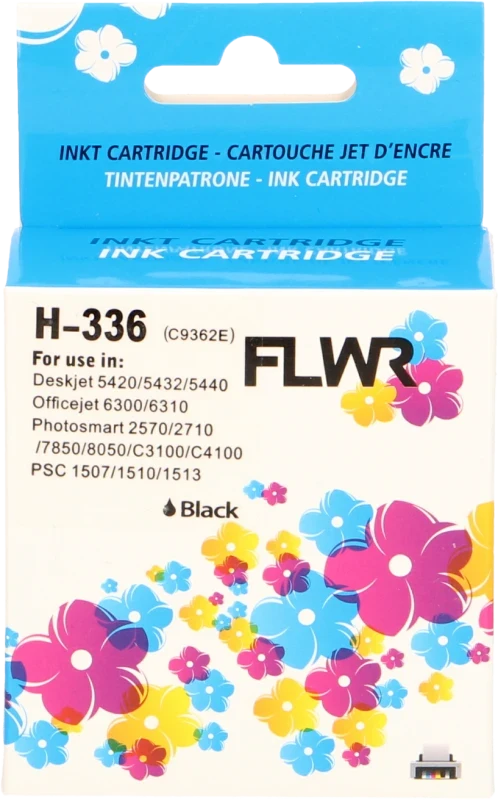 INKT CARTRIDGE - CARTOUCHE JET D'ENCRE
TINTENPATRONE - INK CARTRIDGE
INKT CARTRIDGE
INK CARTRIDGE
H-336 (C9362E)
FLWR
For use in:
Deskjet 5420/5432/5440
Officejet 6300/6310
Photosmart 2570/2710
/7850/8050/C3100/C4100
PSC 1507/1510/1513
Black